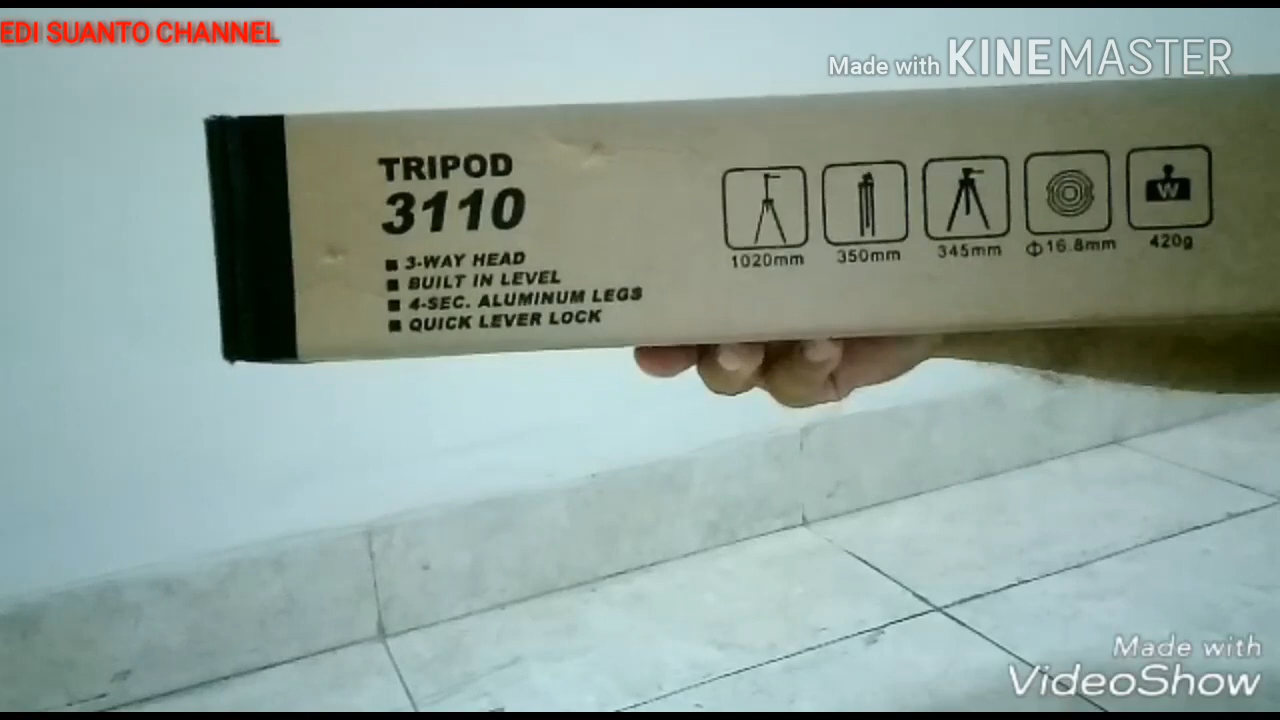 EDI SUANTO CHANNEL
Made with KINEMASTER
TRIPOD
3110
3-WAY HEAD
BUILT IN LEVEL
4-SEC. ALUMINUM LEGS
QUICK LEVER LOCK
1020mm 350mm 345mm Φ16.8mm 420g
W
Made with
VideoShow